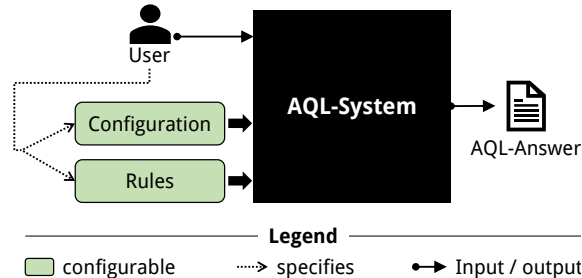 User
AQL-System
Configuration
AQL-Answer
Rules
Legend
configurable
specifies
Input / output